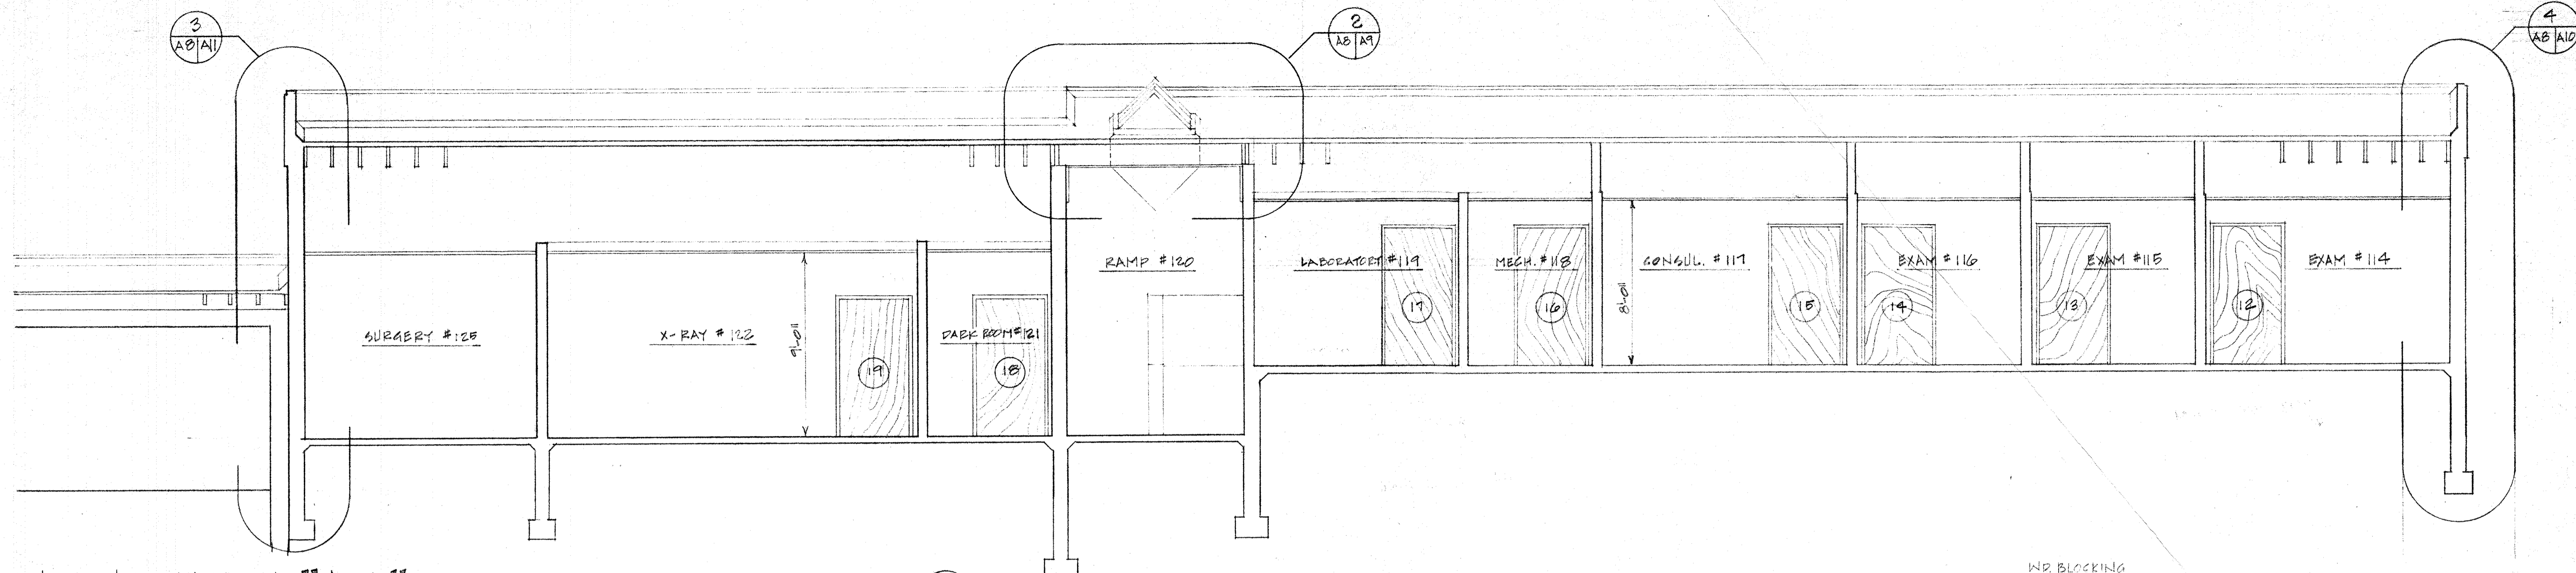 3
A8 A11
2
A8 A9
4
A8 A10
SURGERY #125
X-RAY #122
9'-0"
19
DARK ROOM #121
18
RAMP #120
LABORATORY #119
17
MECH. #118
16
8'-0"
CONSUL. #117
15
EXAM #116
14
EXAM #115
13
12
EXAM #114
WD. BLOCKING